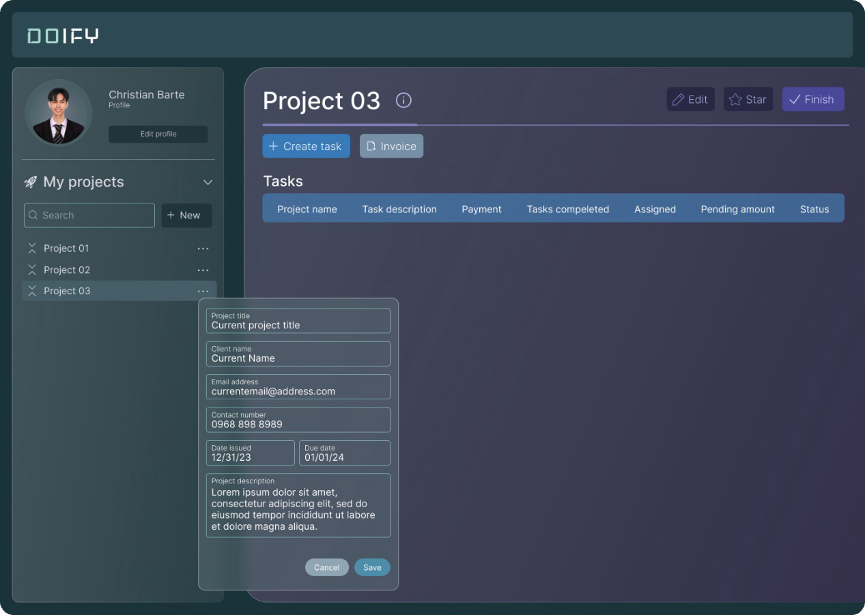 DOIFY
Christian Barte
Profile
Edit profile
My projects
Search
+ New
Project 01
Project 02
Project 03
Project 03
Edit
Star
Finish
+ Create task
Invoice
Tasks
Project name Task description Payment Tasks compeleted Assigned Pending amount Status
Project title
Current project title
Client name
Current Name
Email address
currentemail@address.com
Contact number
0968 898 8989
Date issued
12/31/23
Due date
01/01/24
Project description
Lorem ipsum dolor sit amet,
consectetur adipiscing elit, sed do
eiusmod tempor incididunt ut labore
et dolore magna aliqua.
Cancel
Save